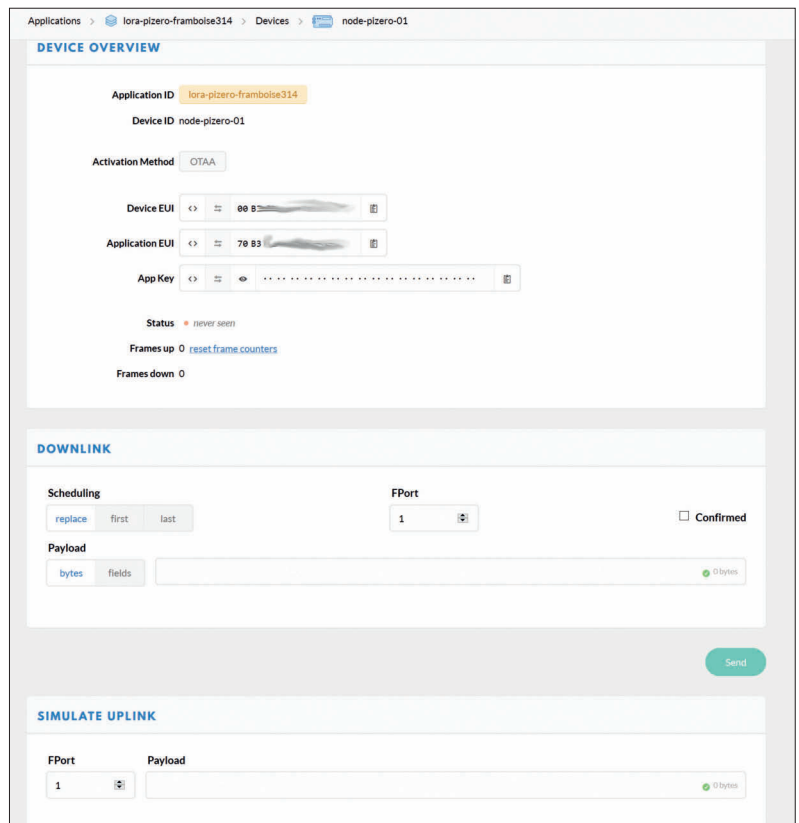 Applications > lora-pizero-framboise314 > Devices > node-pizero-01
DEVICE OVERVIEW
Application ID lora-pizero-framboise314
Device ID node-pizero-01
Activation Method OTAA
Device EUI <> 00 B
Application EUI <> 70 B3
App Key <> ································
Status never seen
Frames up 0 reset frame counters
Frames down 0
DOWNLINK
Scheduling FPort
replace first last 1 Confirmed
Payload
bytes fields 0 bytes
Send
SIMULATE UPLINK
FPort Payload
1 0 bytes